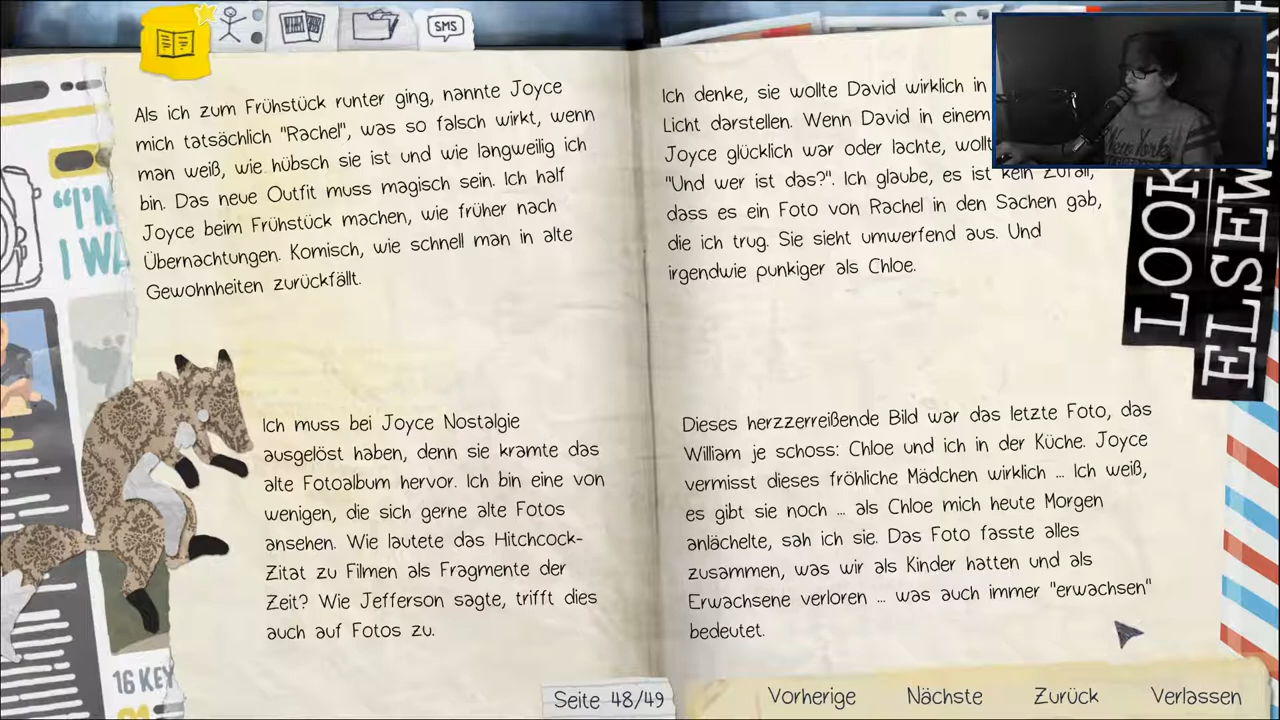 SMS
Als ich zum Frühstück runter ging, nannte Joyce
mich tatsächlich "Rachel", was so falsch wirkt, wenn
man weiß, wie hübsch sie ist und wie langweilig ich
bin. Das neue Outfit muss magisch sein. Ich half
Joyce beim Frühstück machen, wie früher nach
Übernachtungen. Komisch, wie schnell man in alte
Gewohnheiten zurückfällt.
Ich muss bei Joyce Nostalgie
ausgelöst haben, denn sie kramte das
alte Fotoalbum hervor. Ich bin eine von
wenigen, die sich gerne alte Fotos
ansehen. Wie lautete das Hitchcock-
Zitat zu Filmen als Fragmente der
Zeit? Wie Jefferson sagte, trifft dies
auch auf Fotos zu.
Ich denke, sie wollte David wirklich in
Licht darstellen. Wenn David in einem
Joyce glücklich war oder lachte, wollt
"Und wer ist das?". Ich glaube, es ist kein Zufall,
dass es ein Foto von Rachel in den Sachen gab,
die ich trug. Sie sieht umwerfend aus. Und
irgendwie punkiger als Chloe.
Dieses herzzerreißende Bild war das letzte Foto, das
William je schoss: Chloe und ich in der Küche. Joyce
vermisst dieses fröhliche Mädchen wirklich ... Ich weiß,
es gibt sie noch ... als Chloe mich heute Morgen
anlächelte, sah ich sie. Das Foto fasste alles
zusammen, was wir als Kinder hatten und als
Erwachsene verloren ... was auch immer "erwachsen"
bedeutet.
"I'M
I WA
16 KEY
LOOK
ELSEW
New York
Seite 48/49
Vorherige
Nächste
Zurück
Verlassen